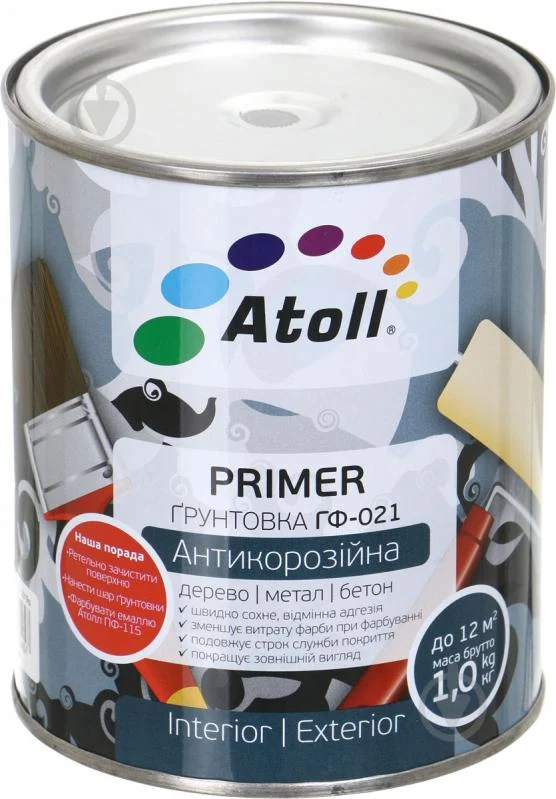 Atoll®
PRIMER
ҐРУНТОВКА ГФ-021
Антикорозійна
дерево | метал | бетон
✓ швидко сохне, відмінна адгезія
✓ зменшує витрату фарби при фарбуванні
✓ подовжує строк служби покриття
✓ покращує зовнішній вигляд
Наша порада
•Ретельно зачистити
поверхню
•Нанести шар ґрунтовки
•Фарбувати емаллю
Атолл ПФ-115
до 12 м²
маса брутто
1,0 kg
кг
Interior | Exterior